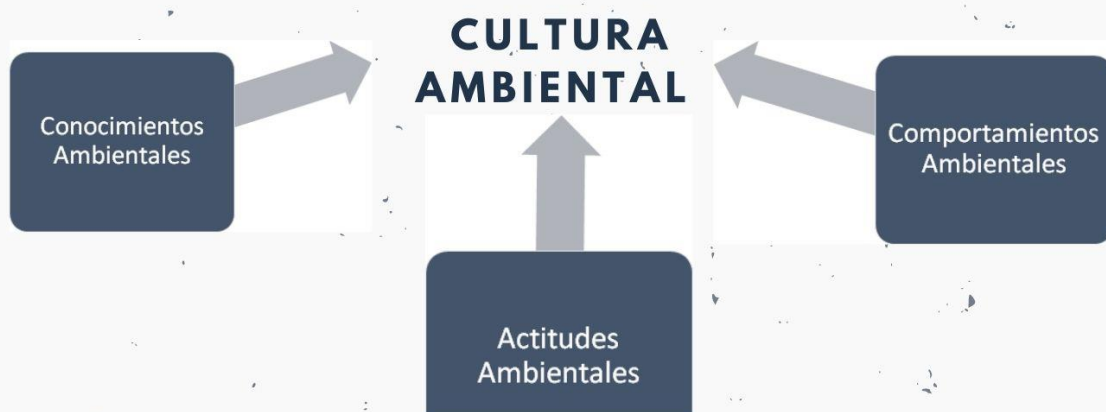 CULTURA
AMBIENTAL
Conocimientos
Ambientales
Comportamientos
Ambientales
Actitudes
Ambientales